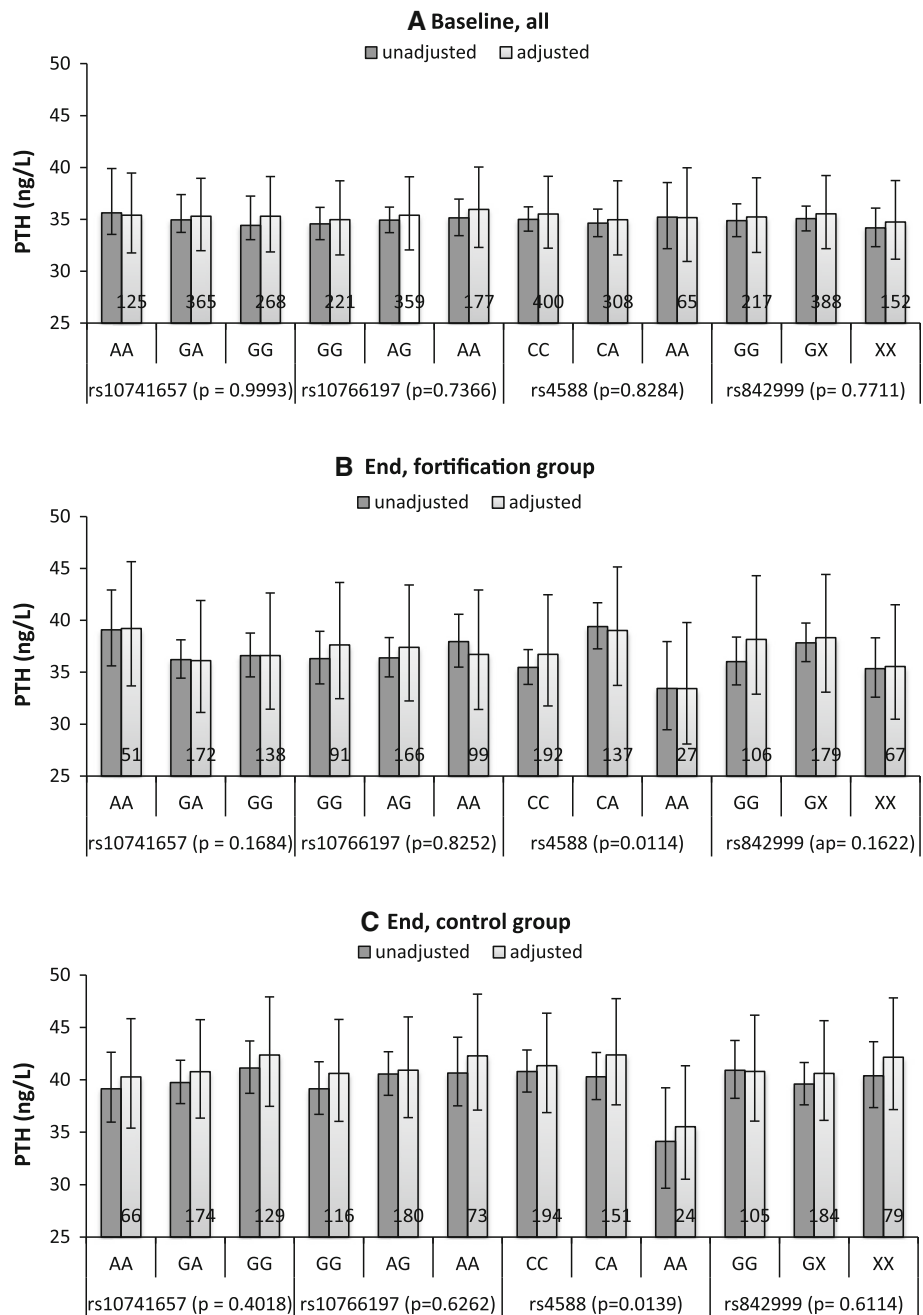 A Baseline, all
unadjusted adjusted
PTH (ng/L)
50
45
40
35
30
25
125 365 268 221 359 177 400 308 65 217 388 152
AA GA GG GG AG AA CC CA AA GG GX XX
rs10741657 (p = 0.9993) rs10766197 (p=0.7366) rs4588 (p=0.8284) rs842999 (p= 0.7711)
B End, fortification group
unadjusted adjusted
PTH (ng/L)
50
45
40
35
30
25
51 172 138 91 166 99 192 137 27 106 179 67
AA GA GG GG AG AA CC CA AA GG GX XX
rs10741657 (p = 0.1684) rs10766197 (p=0.8252) rs4588 (p=0.0114) rs842999 (ap= 0.1622)
C End, control group
unadjusted adjusted
PTH (ng/L)
50
45
40
35
30
25
66 174 129 116 180 73 194 151 24 105 184 79
AA GA GG GG AG AA CC CA AA GG GX XX
rs10741657 (p = 0.4018) rs10766197 (p=0.6262) rs4588 (p=0.0139) rs842999 (p= 0.6114)